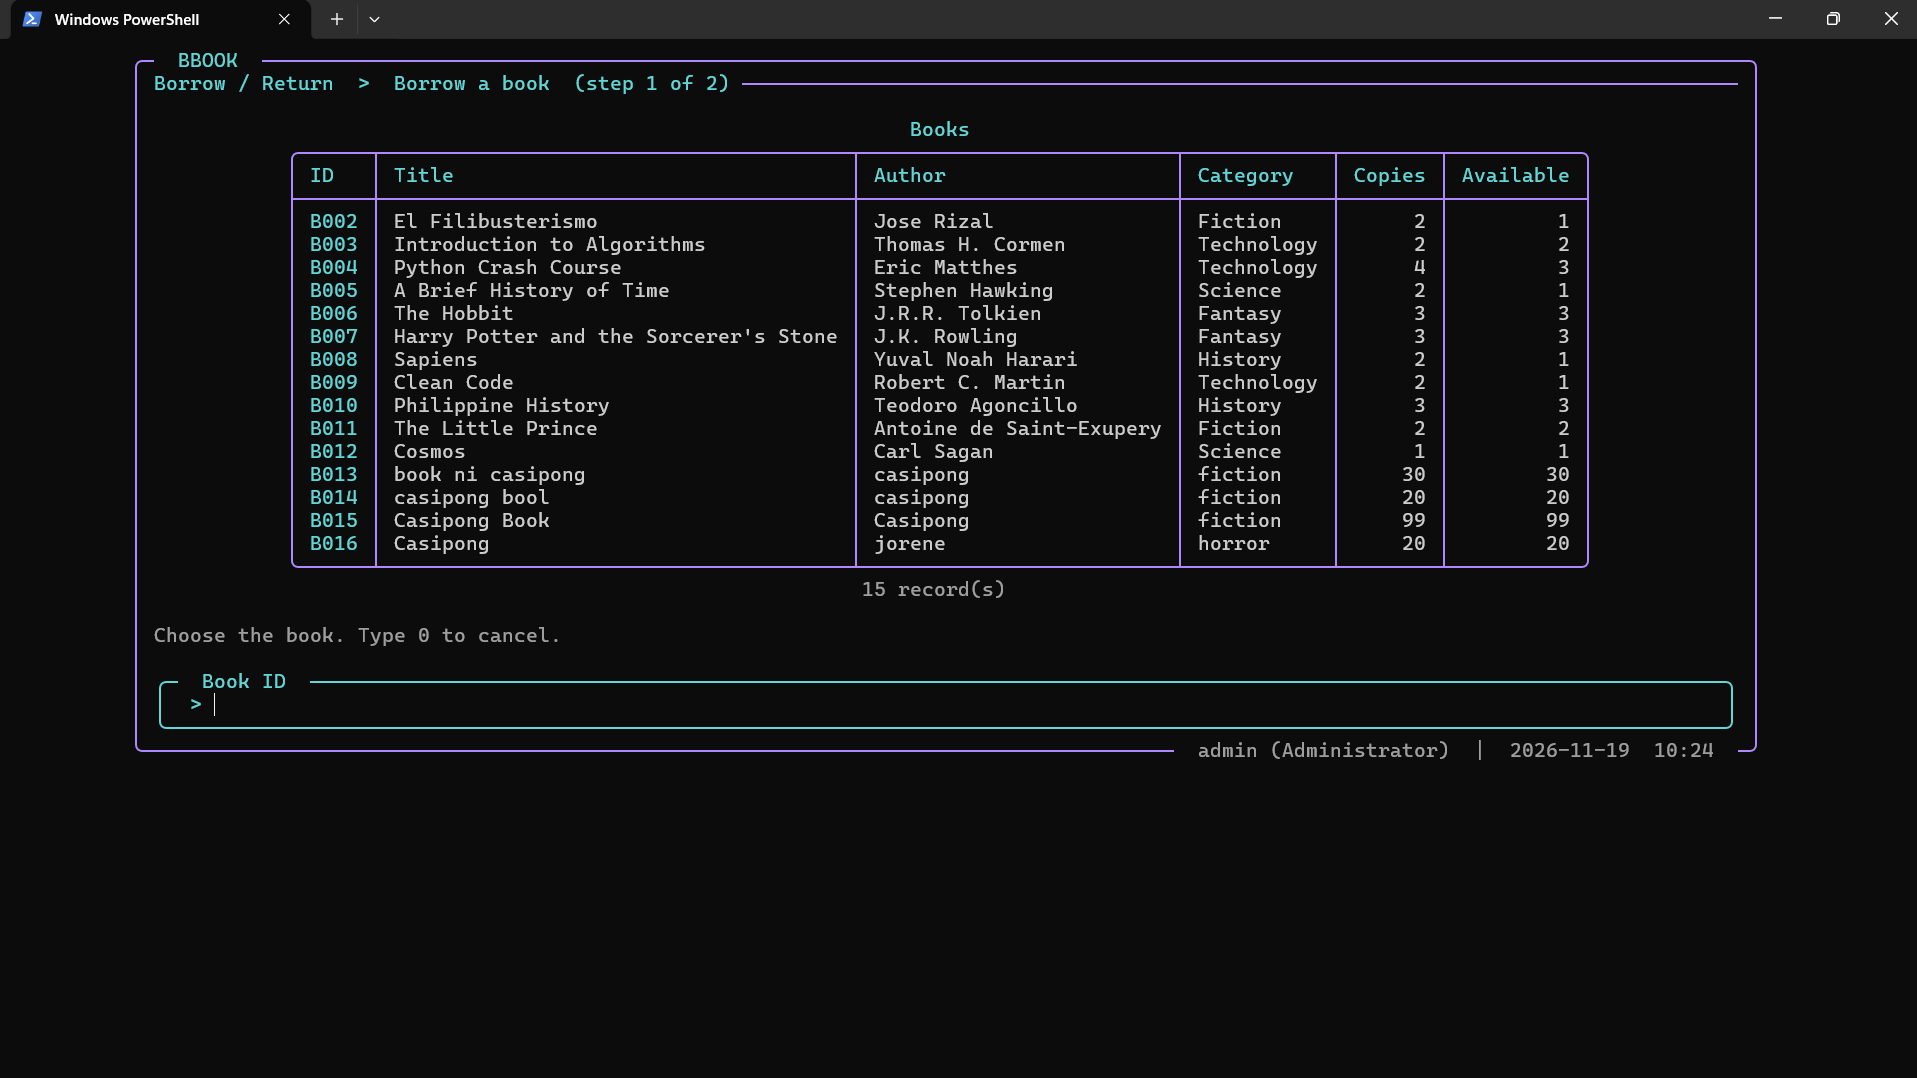 Windows PowerShell
BBOOK
Borrow / Return > Borrow a book (step 1 of 2)
Books
ID Title Author Category Copies Available
B002 El Filibusterismo Jose Rizal Fiction 2 1
B003 Introduction to Algorithms Thomas H. Cormen Technology 2 2
B004 Python Crash Course Eric Matthes Technology 4 3
B005 A Brief History of Time Stephen Hawking Science 2 1
B006 The Hobbit J.R.R. Tolkien Fantasy 3 3
B007 Harry Potter and the Sorcerer's Stone J.K. Rowling Fantasy 3 3
B008 Sapiens Yuval Noah Harari History 2 1
B009 Clean Code Robert C. Martin Technology 2 1
B010 Philippine History Teodoro Agoncillo History 3 3
B011 The Little Prince Antoine de Saint-Exupery Fiction 2 2
B012 Cosmos Carl Sagan Science 1 1
B013 book ni casipong casipong fiction 30 30
B014 casipong bool casipong fiction 20 20
B015 Casipong Book Casipong fiction 99 99
B016 Casipong jorene horror 20 20
15 record(s)
Choose the book. Type 0 to cancel.
Book ID
>
admin (Administrator) | 2026-11-19 10:24